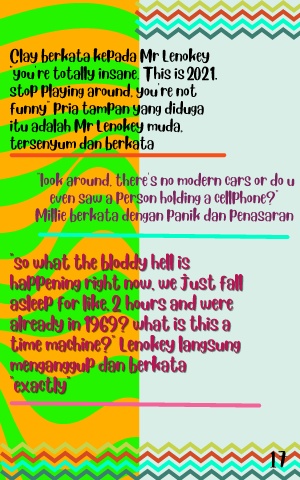 Clay berkata kepada Mr Lenokey
"you're totally insane. This is 2021.
stop playing around, you're not
funny" Pria tampan yang diduga
itu adalah Mr Lenokey muda,
tersenyum dan berkata
"look around, there's no modern cars or do u
even saw a person holding a cellphone?"
Millie berkata dengan panik dan Penasaran
"so what the bloddy hell is
happening right now, we just fall
asleep for like, 2 hours and were
already in 1969? what is this a
time machine?" Lenokey langsung
menganggup dan berkata
"exactly"
17